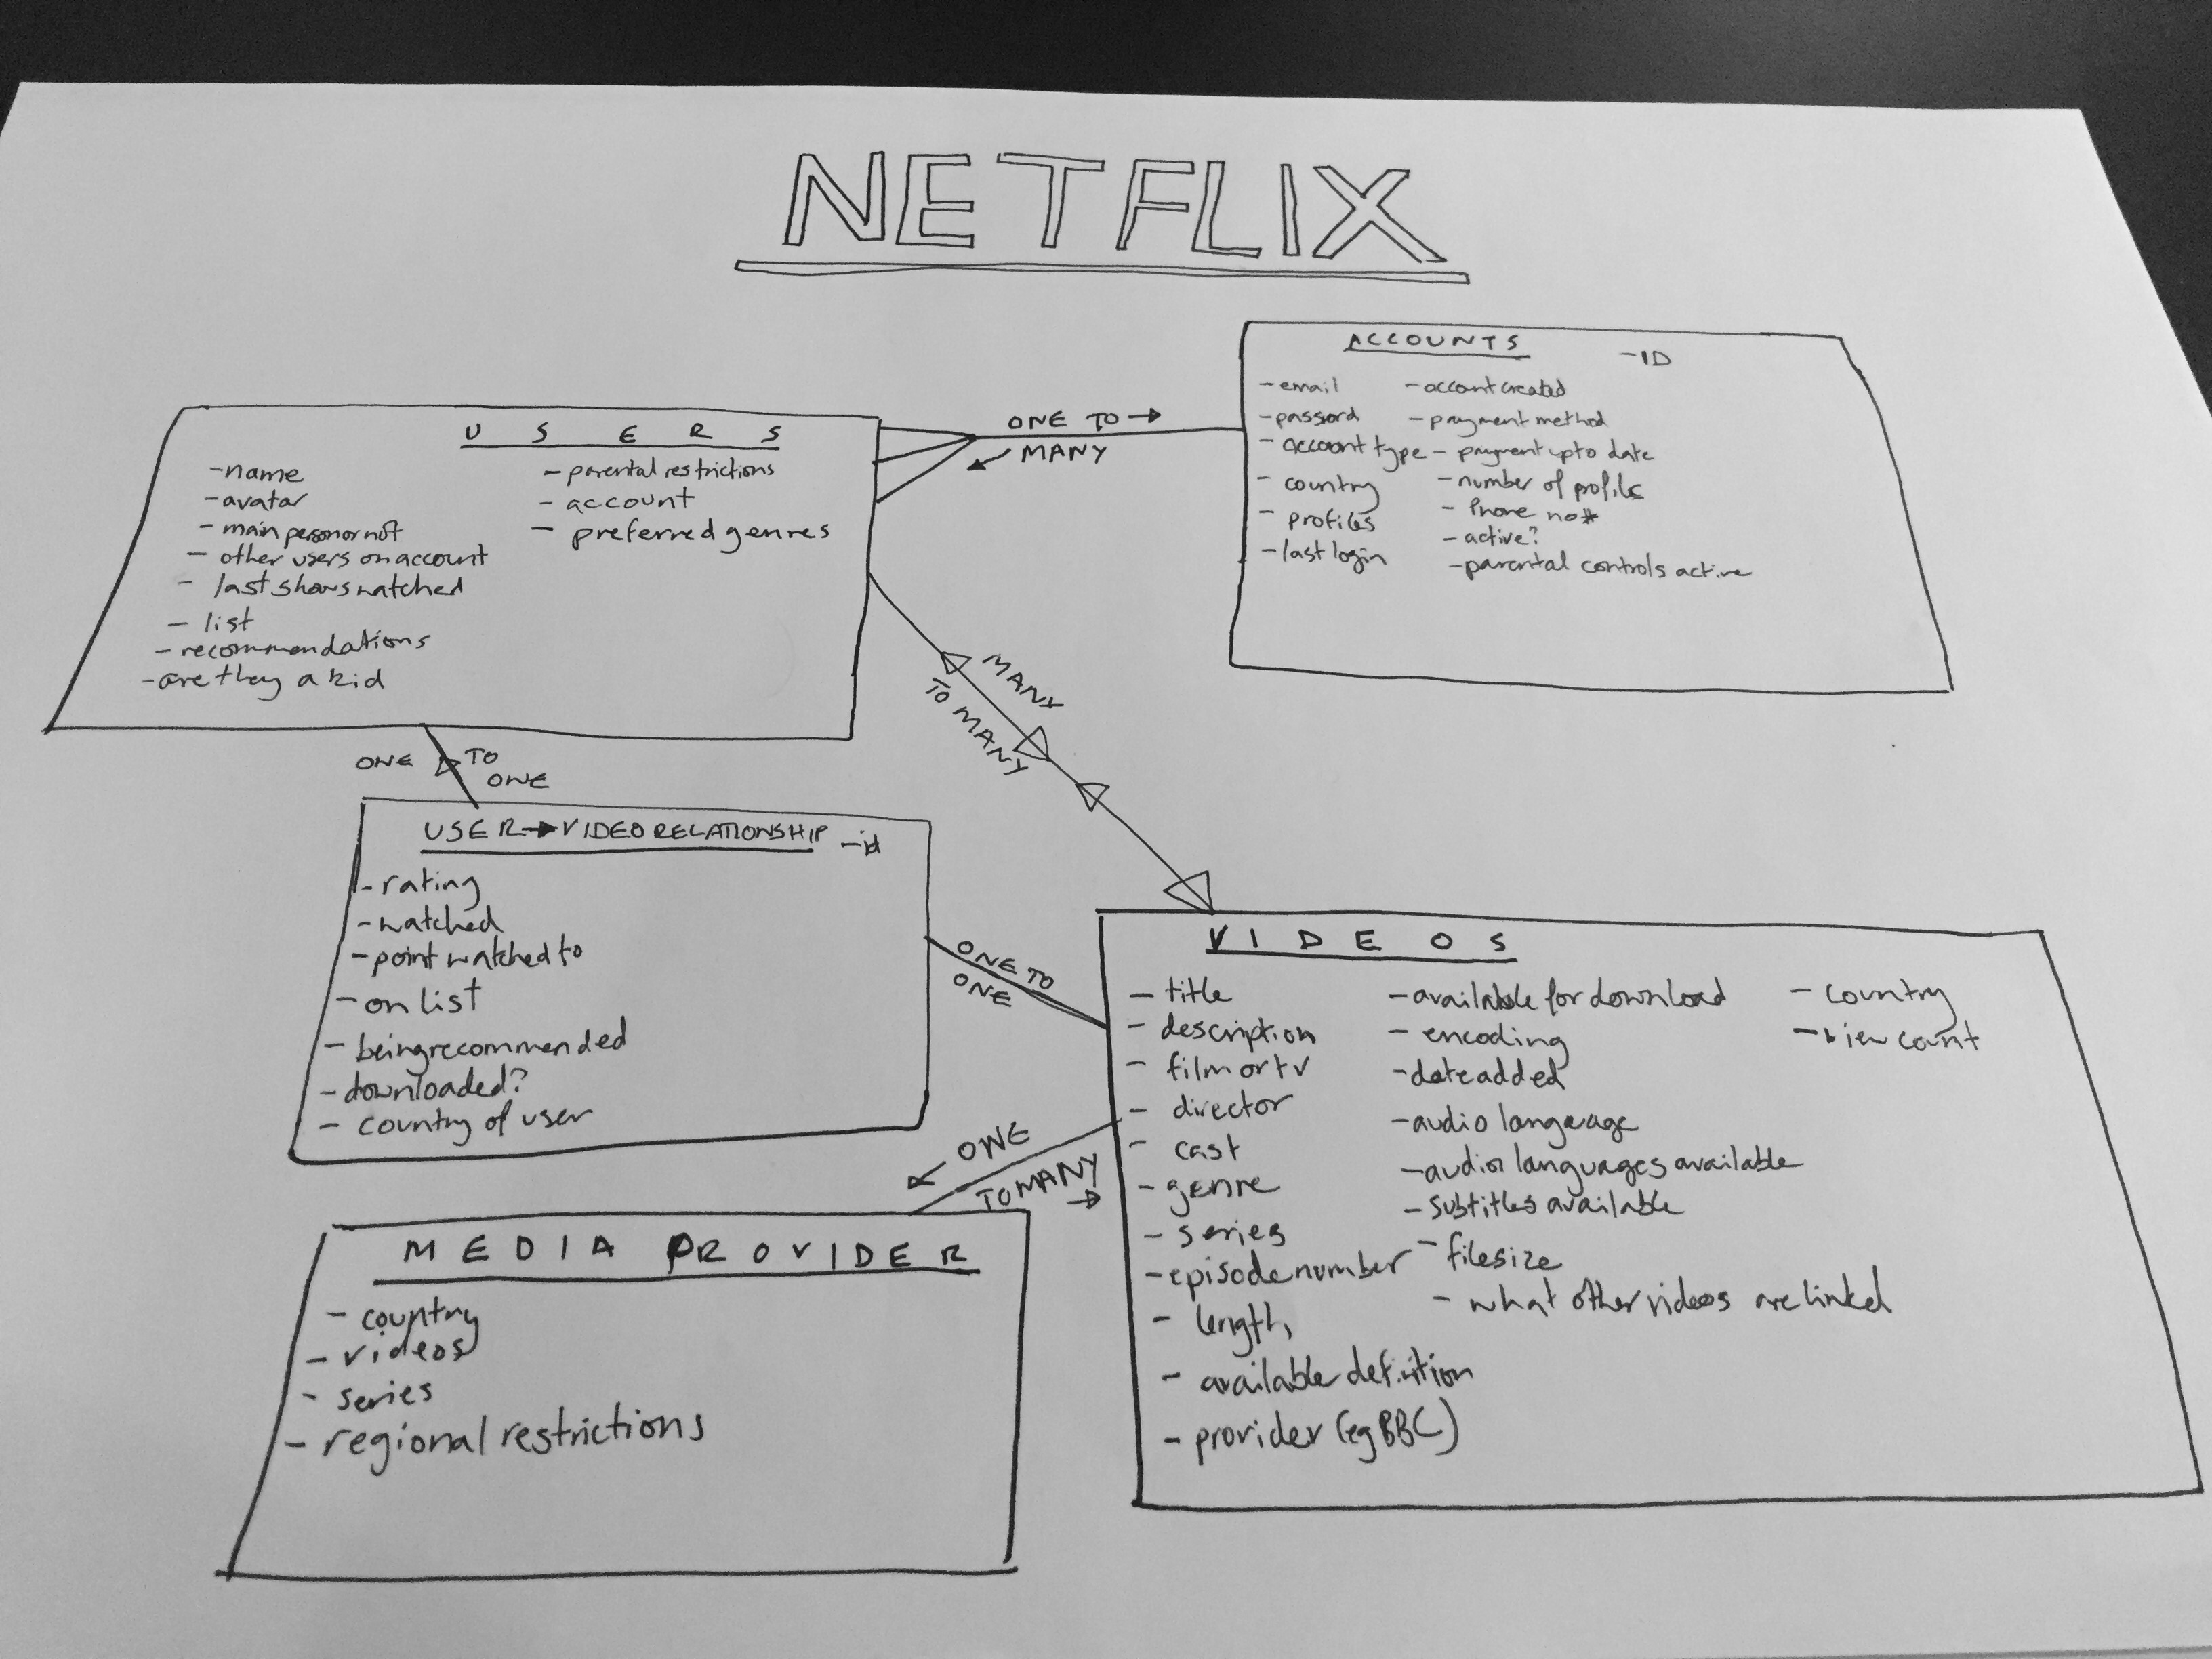 NETFLIX
ACCOUNTS
-ID
-email
-passord
-account type
-country
-profiles
-last login
-account created
-payment method
-payment up to date
-number of profiles
-Phone no#
-active?
-parental controls active
ONE TO →
← MANY
USERS
-name
-avatar
-main person or not
-other users on account
-last shows watched
-list
-recommendations
-are they a kid
-parental restrictions
-account
-preferred genres
MANY
TO MANY
ONE TO
ONE
USER→VIDEO RELATIONSHIP
-id
-rating
-watched
-point watched to
-on list
-being recommended
-downloaded?
-country of user
ONE TO
ONE
VIDEOS
-title
-description
-film or tv
-director
-cast
-genre
-series
-episode number
-length
-available definition
-provider (eg BBC)
-available for download
-encoding
-date added
-audio language
-audio languages available
-subtitles available
-filesize
-what other videos are linked
-country
-view count
← ONE
TO MANY →
MEDIA PROVIDER
-country
-videos
-series
-regional restrictions